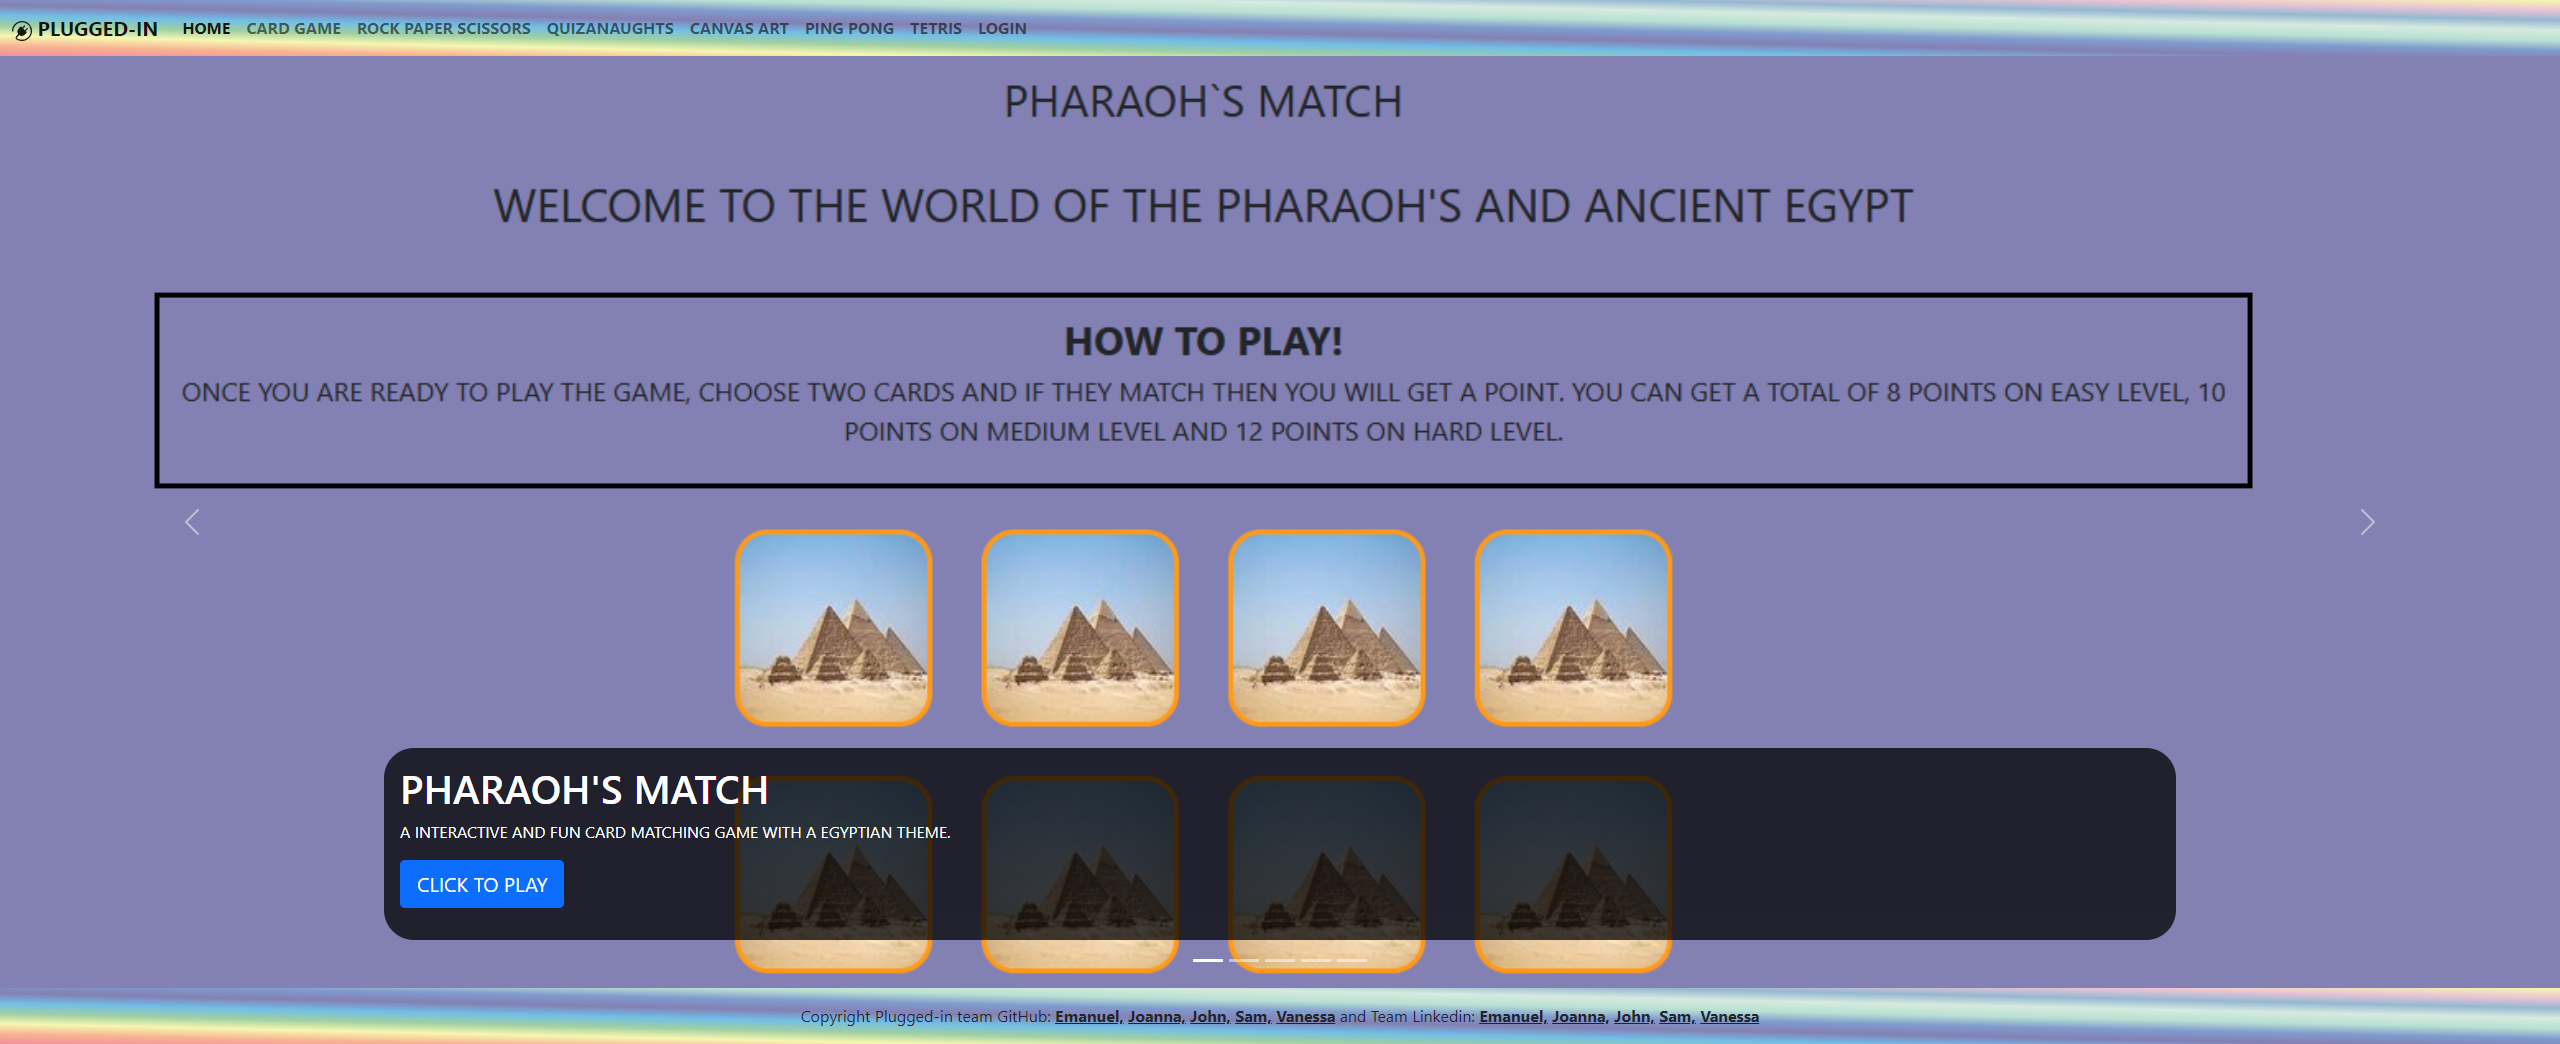 PLUGGED-IN HOME CARD GAME ROCK PAPER SCISSORS QUIZANAUGHTS CANVAS ART PING PONG TETRIS LOGIN
PHARAOH`S MATCH
WELCOME TO THE WORLD OF THE PHARAOH'S AND ANCIENT EGYPT
HOW TO PLAY!
ONCE YOU ARE READY TO PLAY THE GAME, CHOOSE TWO CARDS AND IF THEY MATCH THEN YOU WILL GET A POINT. YOU CAN GET A TOTAL OF 8 POINTS ON EASY LEVEL, 10
POINTS ON MEDIUM LEVEL AND 12 POINTS ON HARD LEVEL.
PHARAOH'S MATCH
A INTERACTIVE AND FUN CARD MATCHING GAME WITH A EGYPTIAN THEME.
CLICK TO PLAY
Copyright Plugged-in team GitHub: Emanuel, Joanna, John, Sam, Vanessa and Team Linkedin: Emanuel, Joanna, John, Sam, Vanessa